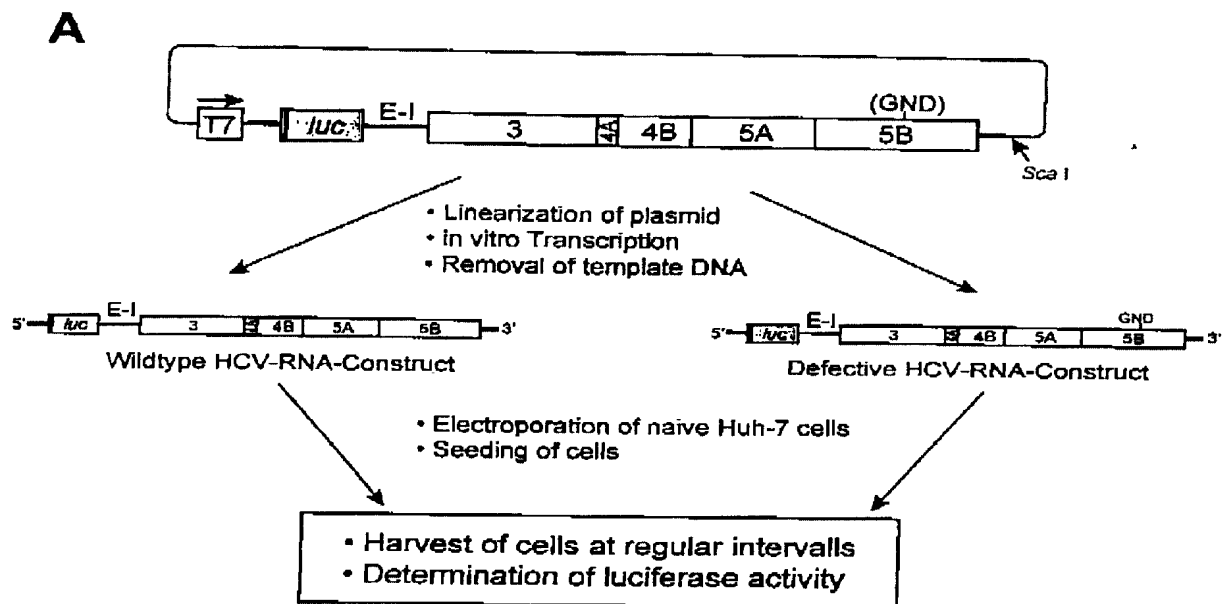 A
T7 luc E-I 3 4A 4B 5A (GND) 5B
Sca I
• Linearization of plasmid
• in vitro Transcription
• Removal of template DNA
5' luc E-I 3 4B 5A 5B 3'
Wildtype HCV-RNA-Construct
5' luc E-I 3 4B 5A GND 5B 3'
Defective HCV-RNA-Construct
• Electroporation of naive Huh-7 cells
• Seeding of cells
• Harvest of cells at regular intervalls
• Determination of luciferase activity